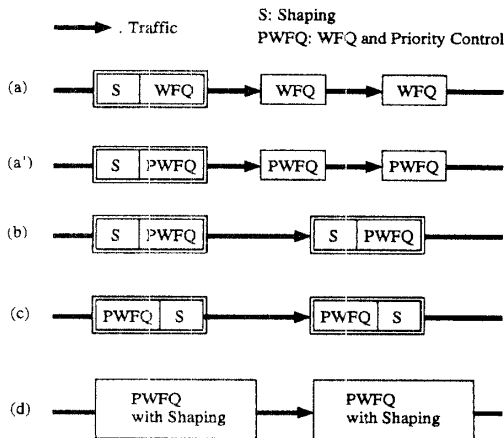 . Traffic
S: Shaping
PWFQ: WFQ and Priority Control
(a) S WFQ WFQ WFQ
(a') S PWFQ PWFQ PWFQ
(b) S PWFQ S PWFQ
(c) PWFQ S PWFQ S
(d) PWFQ with Shaping PWFQ with Shaping